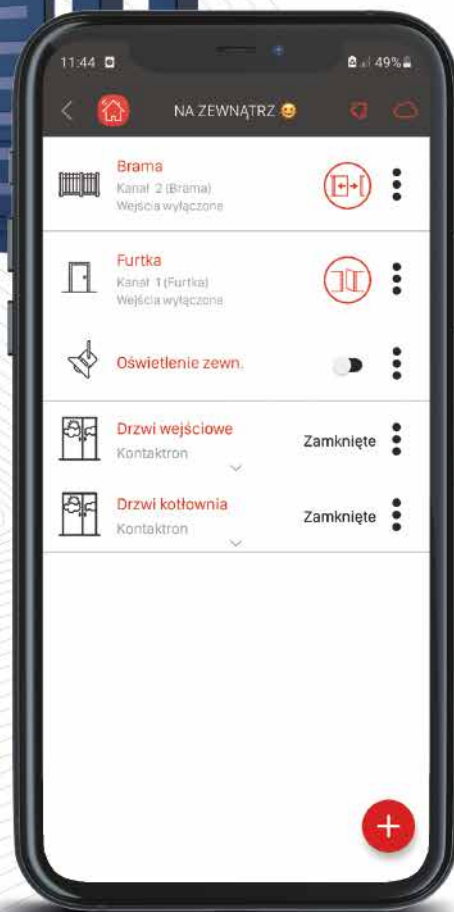 11:44
49%
NA ZEWNĄTRZ
Brama
Kanał 2 (Brama)
Wejścia wyłączone
Furtka
Kanał 1 (Furtka)
Wejścia wyłączone
Oświetlenie zewn.
Drzwi wejściowe
Kontaktron
Zamknięte
Drzwi kotłownia
Kontaktron
Zamknięte